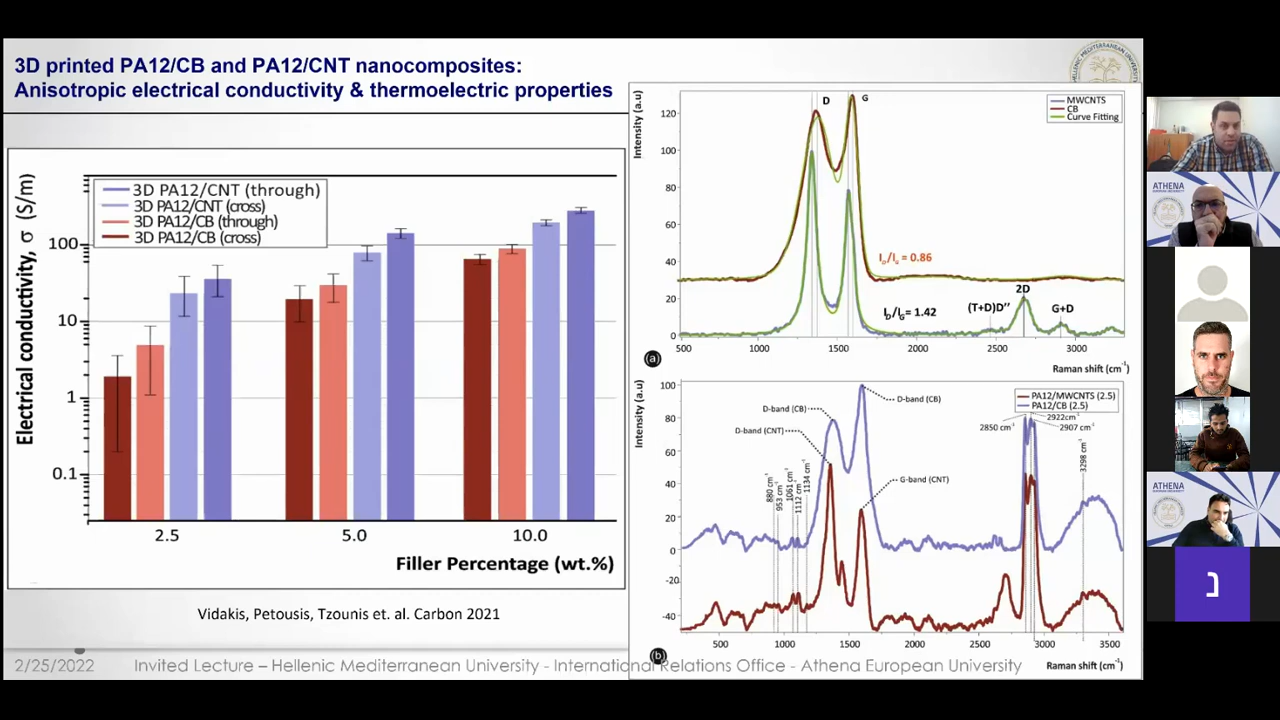 3D printed PA12/CB and PA12/CNT nanocomposites:
Anisotropic electrical conductivity & thermoelectric properties
HELLENIC MEDITERRANEAN UNIVERSITY
Electrical conductivity, σ (S/m)
3D PA12/CNT (through)
3D PA12/CNT (cross)
3D PA12/CB (through)
3D PA12/CB (cross)
100
10
1
0.1
2.5 5.0 10.0
Filler Percentage (wt.%)
Vidakis, Petousis, Tzounis et. al. Carbon 2021
Intensity (a.u)
120
100
80
60
40
20
0
D
G
MWCNTS
CB
Curve Fitting
ID/IG = 0.86
ID/IG= 1.42
(T+D)D″
2D
G+D
500 1000 1500 2000 2500 3000
(a)
Raman shift (cm-1)
Intensity (a.u)
100
80
60
40
20
0
-20
-40
PA12/MWCNTS (2.5)
PA12/CB (2.5)
D-band (CB)
D-band (CB)
D-band (CNT)
G-band (CNT)
880 cm-1
953 cm-1
1061 cm-1
1112 cm-1
1134 cm-1
2850 cm-1
2922cm-1
2907 cm-1
3298 cm-1
500 1000 1500 2000 2500 3000 3500
(b)
Raman shift (cm-1)
2/25/2022 Invited Lecture – Hellenic Mediterranean University - International Relations Office - Athena European University
ATHENA
ATHENA
נ